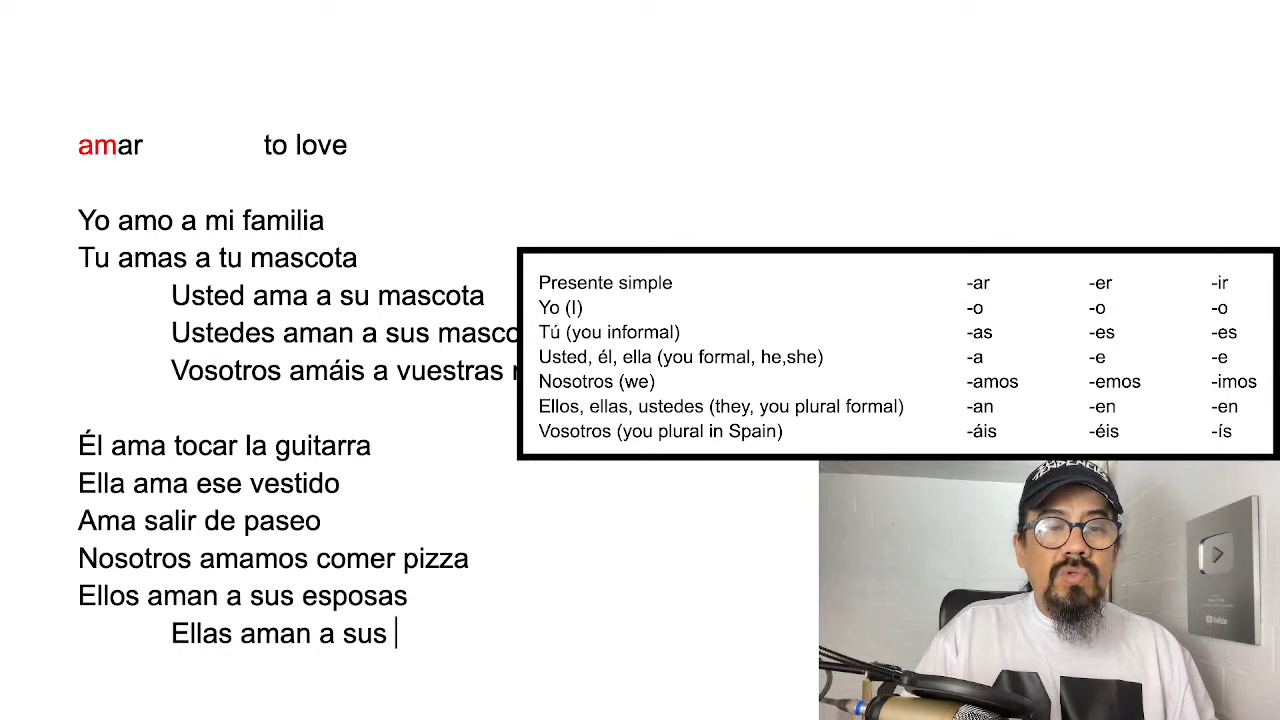 amar to love
Yo amo a mi familia
Tu amas a tu mascota
Usted ama a su mascota
Ustedes aman a sus
Vosotros amáis a vuestras
Él ama tocar la guitarra
Ella ama ese vestido
Ama salir de paseo
Nosotros amamos comer pizza
Ellos aman a sus esposas
Ellas aman a sus
Presente simple -ar -er -ir
Yo (I) -o -o -o
Tú (you informal) -as -es -es
Usted, él, ella (you formal, he,she) -a -e -e
Nosotros (we) -amos -emos -imos
Ellos, ellas, ustedes (they, you plural formal) -an -en -en
Vosotros (you plural in Spain) -áis -éis -ís
YouTube